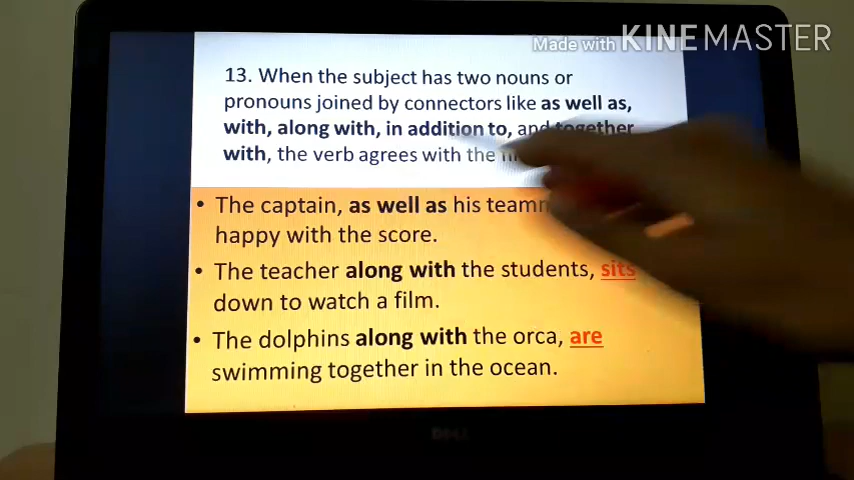 Made with KINEMASTER
13. When the subject has two nouns or
pronouns joined by connectors like as well as,
with, along with, in addition to, and together
with, the verb agrees with the
• The captain, as well as his
happy with the score.
• The teacher along with the students, sits
down to watch a film.
• The dolphins along with the orca, are
swimming together in the ocean.
DELL